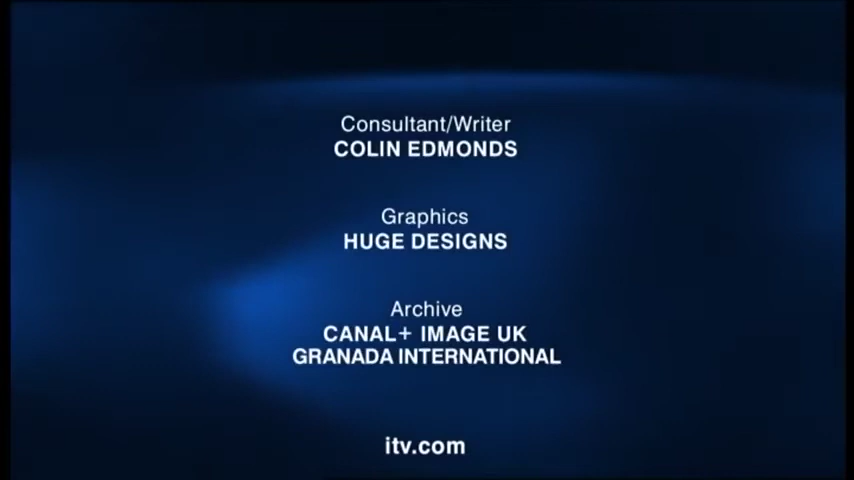 Consultant/Writer
COLIN EDMONDS
Graphics
HUGE DESIGNS
Archive
CANAL+ IMAGE UK
GRANADA INTERNATIONAL
itv.com